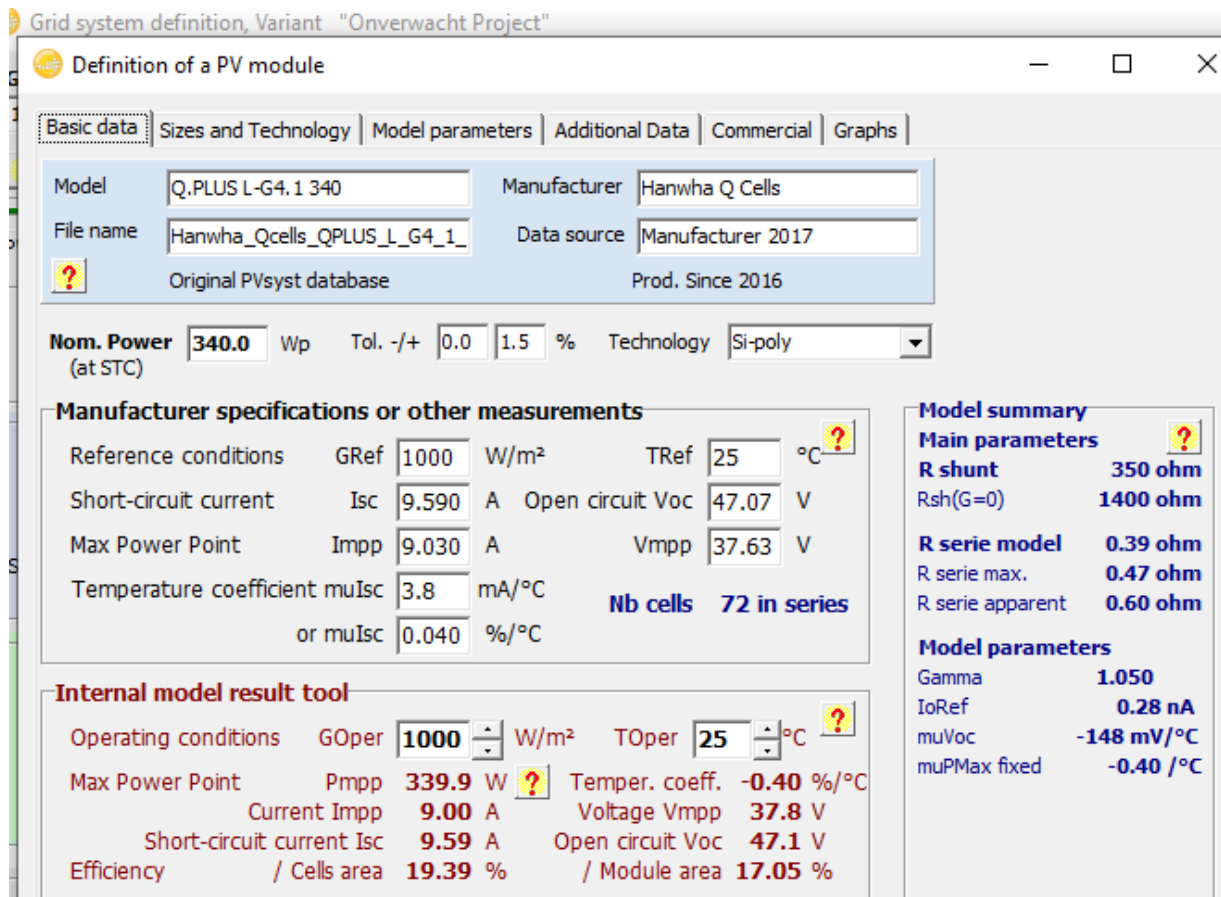 Grid system definition, Variant "Onverwacht Project"
Definition of a PV module
Basic data Sizes and Technology Model parameters Additional Data Commercial Graphs
Model Q.PLUS L-G4.1 340 Manufacturer Hanwha Q Cells
File name Hanwha_Qcells_QPLUS_L_G4_1_ Data source Manufacturer 2017
? Original PVsyst database Prod. Since 2016
Nom. Power 340.0 Wp Tol. -/+ 0.0 1.5 % Technology Si-poly
(at STC)
Manufacturer specifications or other measurements
?
Reference conditions GRef 1000 W/m² TRef 25 °C
Short-circuit current Isc 9.590 A Open circuit Voc 47.07 V
Max Power Point Impp 9.030 A Vmpp 37.63 V
Temperature coefficient muIsc 3.8 mA/°C
Nb cells 72 in series
or muIsc 0.040 %/°C
Internal model result tool
?
Operating conditions GOper 1000 W/m² TOper 25 °C
Max Power Point Pmpp 339.9 W ? Temper. coeff. -0.40 %/°C
Current Impp 9.00 A Voltage Vmpp 37.8 V
Short-circuit current Isc 9.59 A Open circuit Voc 47.1 V
Efficiency / Cells area 19.39 % / Module area 17.05 %
Model summary
Main parameters ?
R shunt 350 ohm
Rsh(G=0) 1400 ohm
R serie model 0.39 ohm
R serie max. 0.47 ohm
R serie apparent 0.60 ohm
Model parameters
Gamma 1.050
IoRef 0.28 nA
muVoc -148 mV/°C
muPMax fixed -0.40 /°C